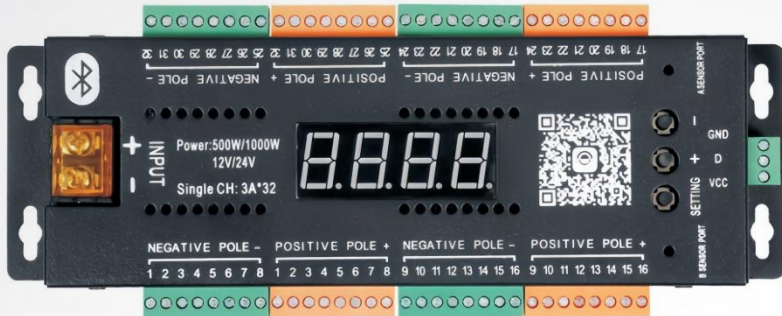 32 31 30 29 28 27 26 25
NEGATIVE POLE -
32 31 30 29 28 27 26 25
POSITIVE POLE +
24 23 22 21 20 19 18 17
NEGATIVE POLE -
24 23 22 21 20 19 18 17
POSITIVE POLE +
A SENSOR PORT
+
-
INPUT
Power:500W/1000W
12V/24V
Single CH: 3A*32
8.8.8.8
-
+
SETTING
GND
D
VCC
B SENSOR PORT
NEGATIVE POLE -
1 2 3 4 5 6 7 8
POSITIVE POLE +
1 2 3 4 5 6 7 8
NEGATIVE POLE -
9 10 11 12 13 14 15 16
POSITIVE POLE +
9 10 11 12 13 14 15 16